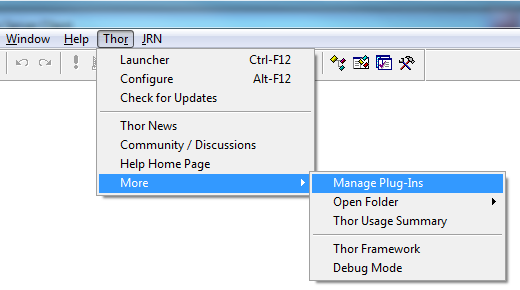 Window Help Thor JRN
Launcher Ctrl-F12
Configure Alt-F12
Check for Updates
Thor News
Community / Discussions
Help Home Page
More
Manage Plug-Ins
Open Folder
Thor Usage Summary
Thor Framework
Debug Mode